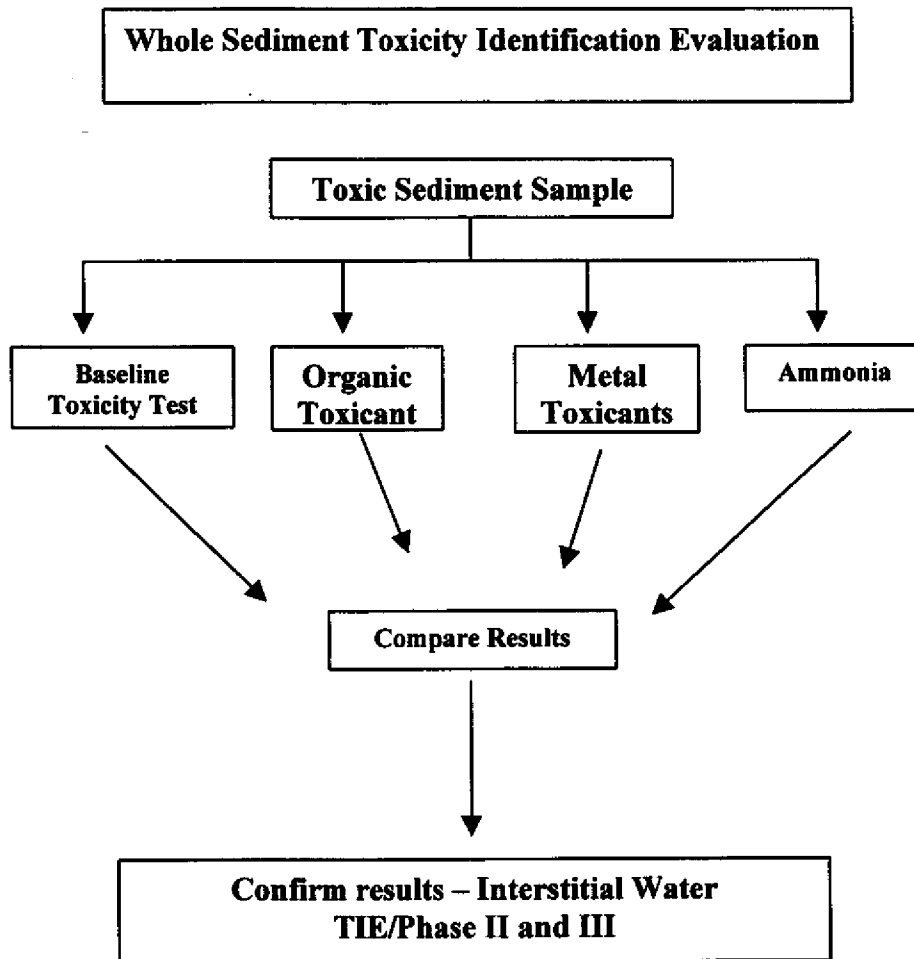 Whole Sediment Toxicity Identification Evaluation
Toxic Sediment Sample
Baseline
Toxicity Test
Organic
Toxicant
Metal
Toxicants
Ammonia
Compare Results
Confirm results – Interstitial Water
TIE/Phase II and III